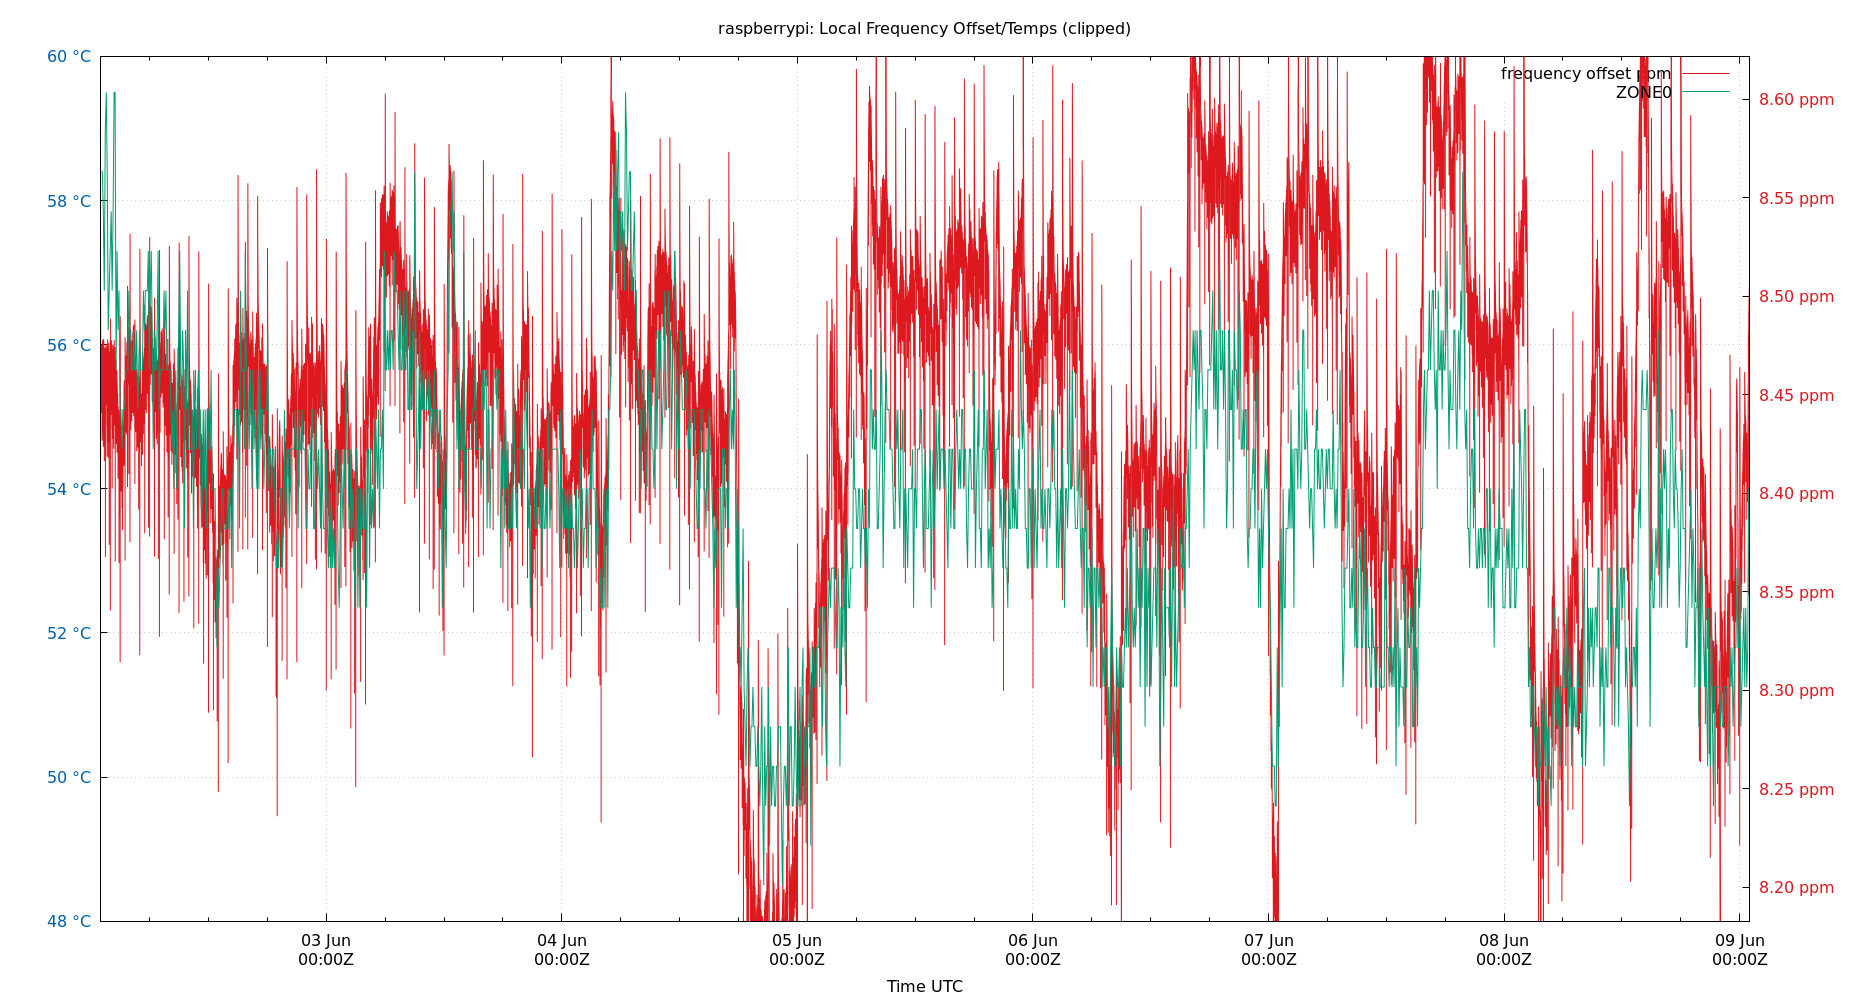 raspberrypi: Local Frequency Offset/Temps (clipped)
60 °C
58 °C
56 °C
54 °C
52 °C
50 °C
48 °C
frequency offset ppm
ZONE0
8.60 ppm
8.55 ppm
8.50 ppm
8.45 ppm
8.40 ppm
8.35 ppm
8.30 ppm
8.25 ppm
8.20 ppm
03 Jun
00:00Z
04 Jun
00:00Z
05 Jun
00:00Z
06 Jun
00:00Z
07 Jun
00:00Z
08 Jun
00:00Z
09 Jun
00:00Z
Time UTC